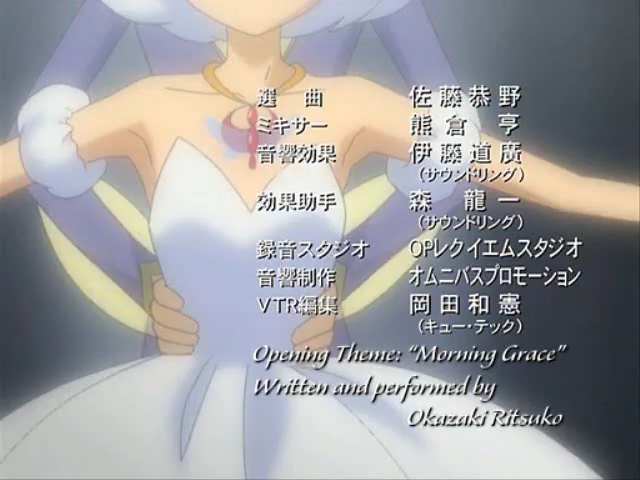 選曲 佐藤恭野
ミキサー 熊倉亨
音響効果 伊藤道廣
(サウンドリング)
効果助手 森龍一
(サウンドリング)
録音スタジオ OPレクイエムスタジオ
音響制作 オムニバスプロモーション
VTR編集 岡田和憲
(キュー・テック)
Opening Theme: “Morning Grace”
Written and performed by
Okazaki Ritsuko